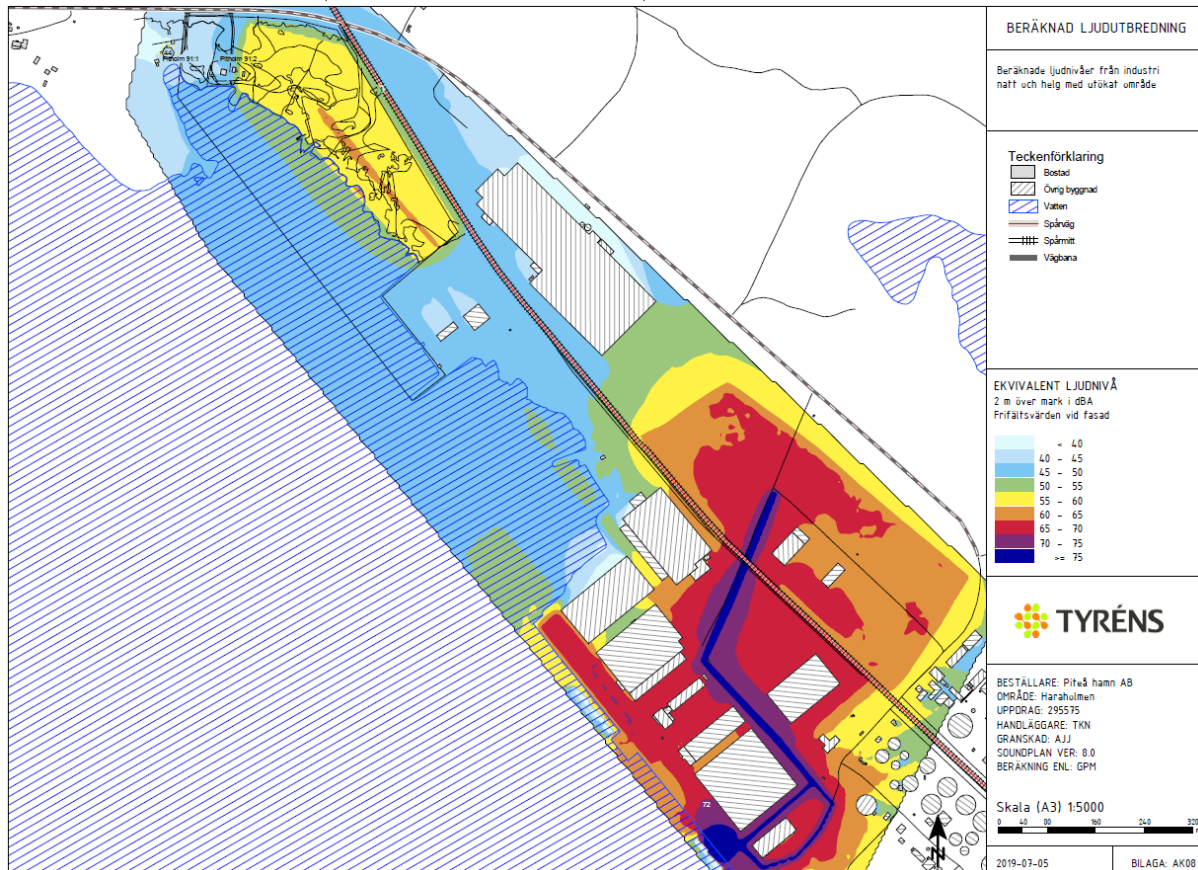 BERÄKNAD LJUDUTBREDNING
Beräknade ljudnivåer från industri
natt och helg med utökat område
Teckenförklaring
Bostad
Övrig byggnad
Vatten
Spårväg
Spårmitt
Vägbana
EKVIVALENT LJUDNIVÅ
2 m över mark i dBA
Frifältsvärden vid fasad
< 40
40 - 45
45 - 50
50 - 55
55 - 60
60 - 65
65 - 70
70 - 75
>= 75
TYRÉNS
BESTÄLLARE: Piteå hamn AB
OMRÅDE: Haraholmen
UPPDRAG: 295575
HANDLÄGGARE: TKN
GRANSKAD: AJJ
SOUNDPLAN VER: 8.0
BERÄKNING ENL: GPM
Skala (A3) 1:5000
0 40 80 160 240 320
2019-07-05
BILAGA: AK08
44
Pitholm 91:1 Pitholm 91:2
72
N